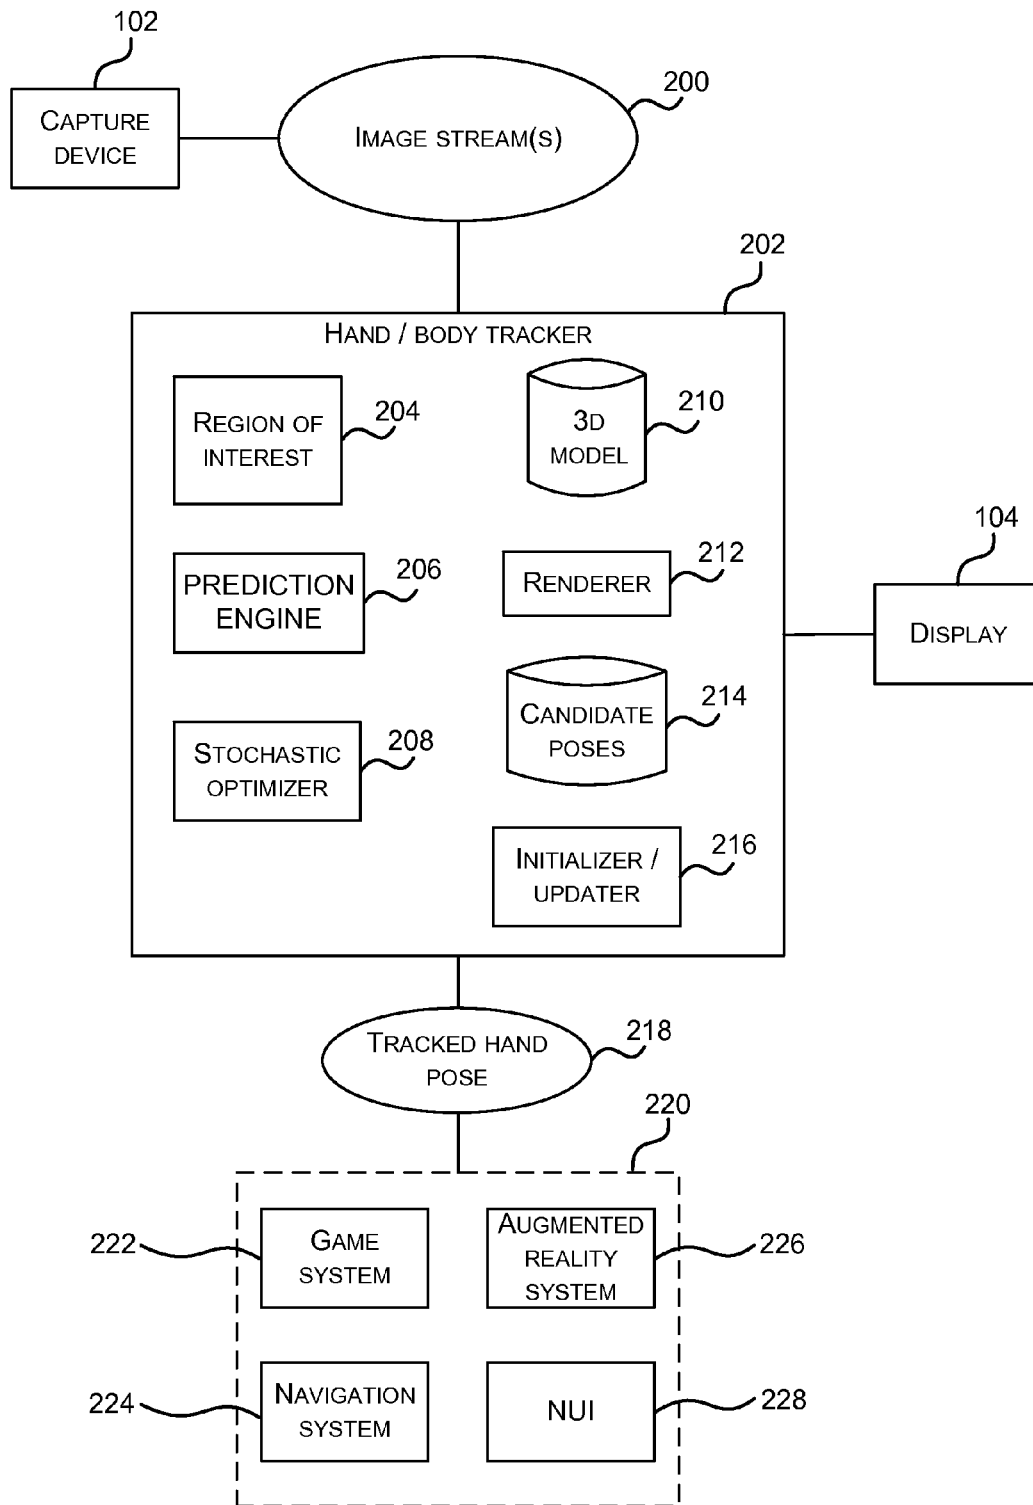 102
CAPTURE
DEVICE
IMAGE STREAM(S)
200
202
HAND / BODY TRACKER
REGION OF
INTEREST
204
3D
MODEL
210
PREDICTION
ENGINE
206
RENDERER
212
104
DISPLAY
STOCHASTIC
OPTIMIZER
208
CANDIDATE
POSES
214
INITIALIZER /
UPDATER
216
TRACKED HAND
POSE
218
220
222
GAME
SYSTEM
AUGMENTED
REALITY
SYSTEM
226
224
NAVIGATION
SYSTEM
NUI
228